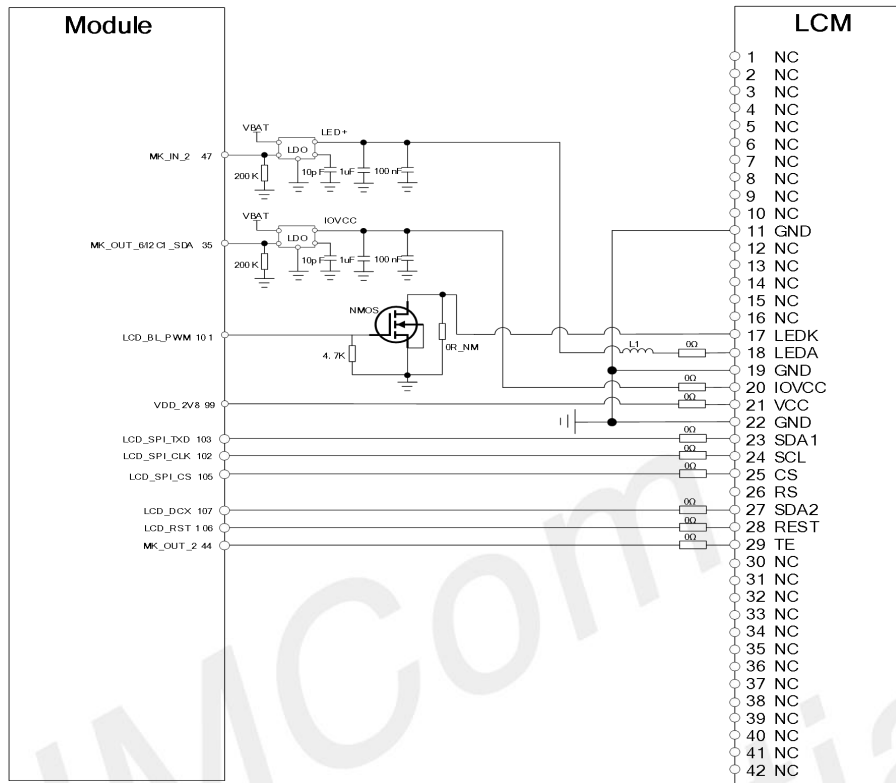 Module
LCM
VBAT
LED+
LDO
MK_IN_2 47
200K
10pF
1uF
100nF
VBAT
IOVCC
LDO
MK_OUT_6/I2C1_SDA 35
200K
10pF
1uF
100nF
NMOS
LCD_BL_PWM 101
4.7K
0R_NM
L1
0Ω
0Ω
VDD_2V8 99
0Ω
LCD_SPI_TXD 103
0Ω
LCD_SPI_CLK 102
0Ω
LCD_SPI_CS 105
0Ω
LCD_DCX 107
0Ω
LCD_RST 106
0Ω
MK_OUT_2 44
0Ω
1 NC
2 NC
3 NC
4 NC
5 NC
6 NC
7 NC
8 NC
9 NC
10 NC
11 GND
12 NC
13 NC
14 NC
15 NC
16 NC
17 LEDK
18 LEDA
19 GND
20 IOVCC
21 VCC
22 GND
23 SDA1
24 SCL
25 CS
26 RS
27 SDA2
28 REST
29 TE
30 NC
31 NC
32 NC
33 NC
34 NC
35 NC
36 NC
37 NC
38 NC
39 NC
40 NC
41 NC
42 NC